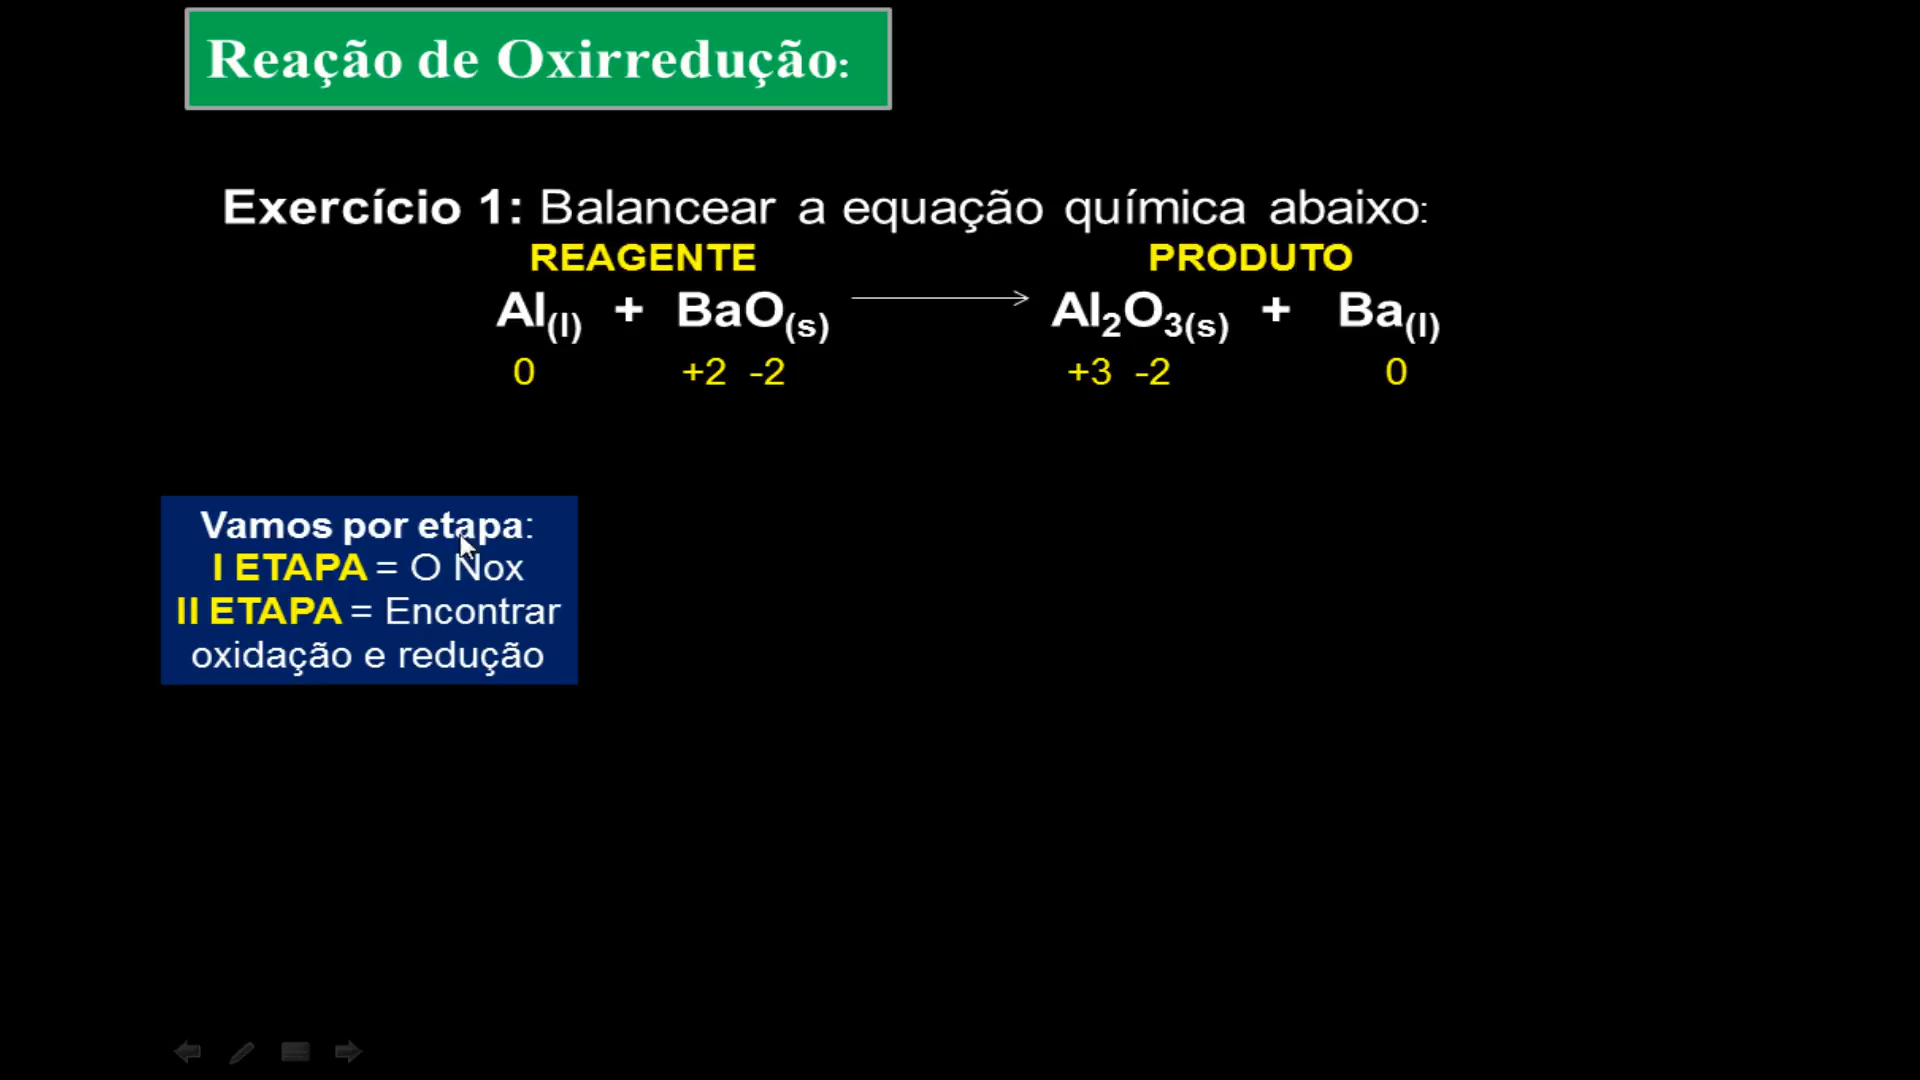 Reação de Oxirredução:
Exercício 1: Balancear a equação química abaixo:
REAGENTE PRODUTO
Al(l) + BaO(s) → Al2O3(s) + Ba(l)
0 +2 -2 +3 -2 0
Vamos por etapa:
I ETAPA = O Nox
II ETAPA = Encontrar
oxidação e redução